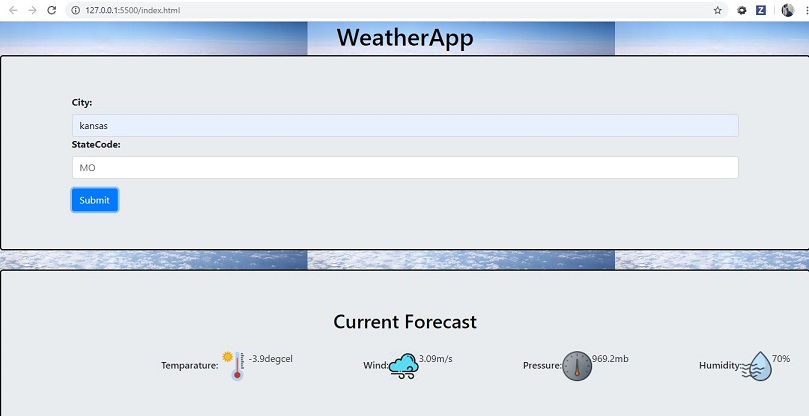 127.0.0.1:5500/index.html
WeatherApp
City:
kansas
StateCode:
MO
Submit
Current Forecast
Temparature: -3.9degcel Wind: 3.09m/s Pressure: 969.2mb Humidity: 70%